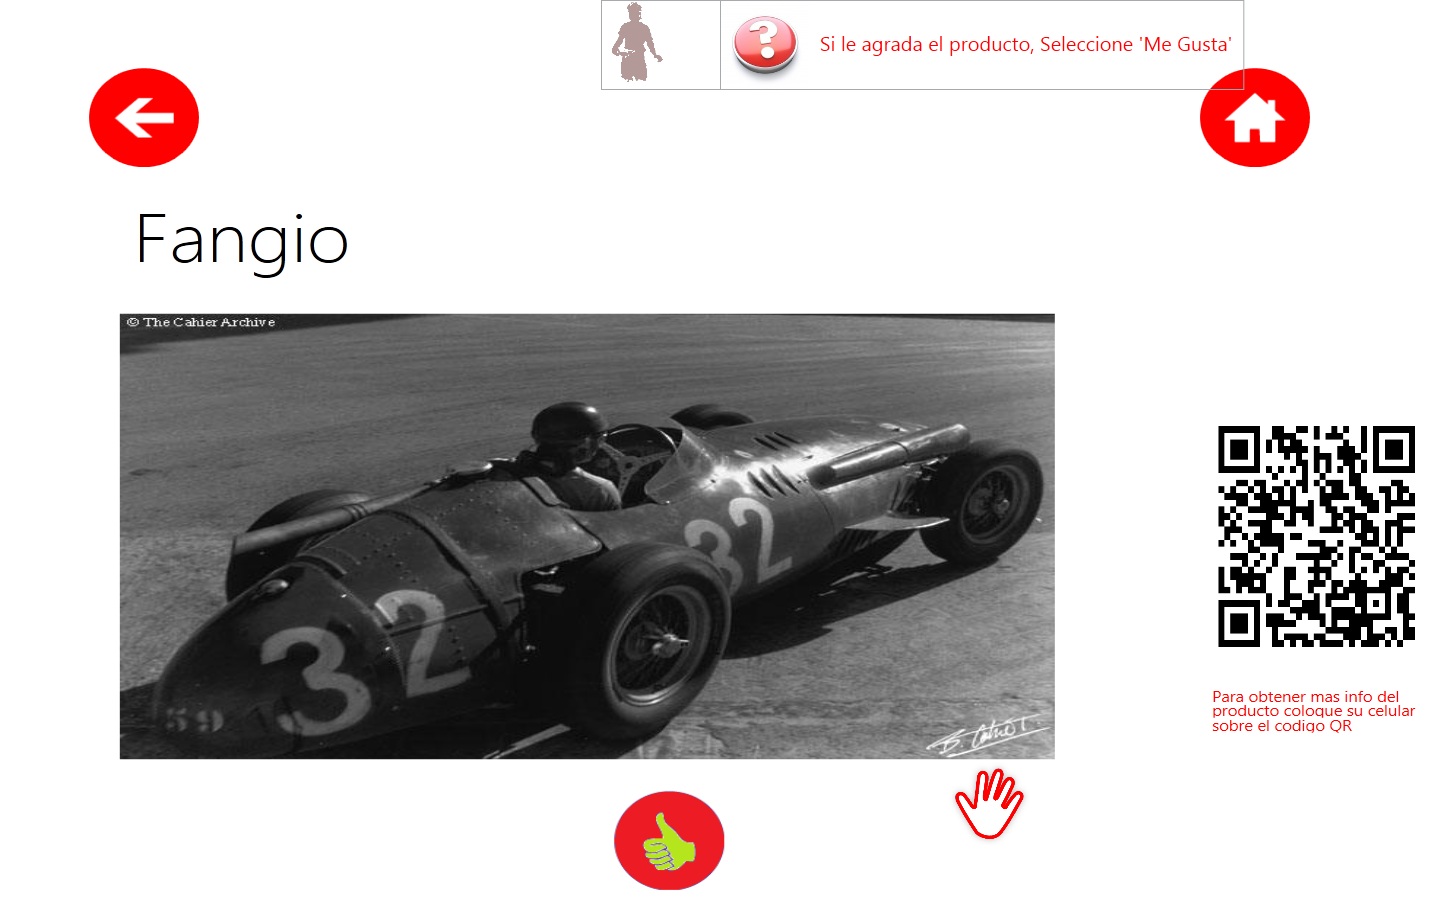 Si le agrada el producto, Seleccione 'Me Gusta'
Fangio
© The Cahier Archive
32
32
59
Para obtener mas info del
producto coloque su celular
sobre el codigo QR